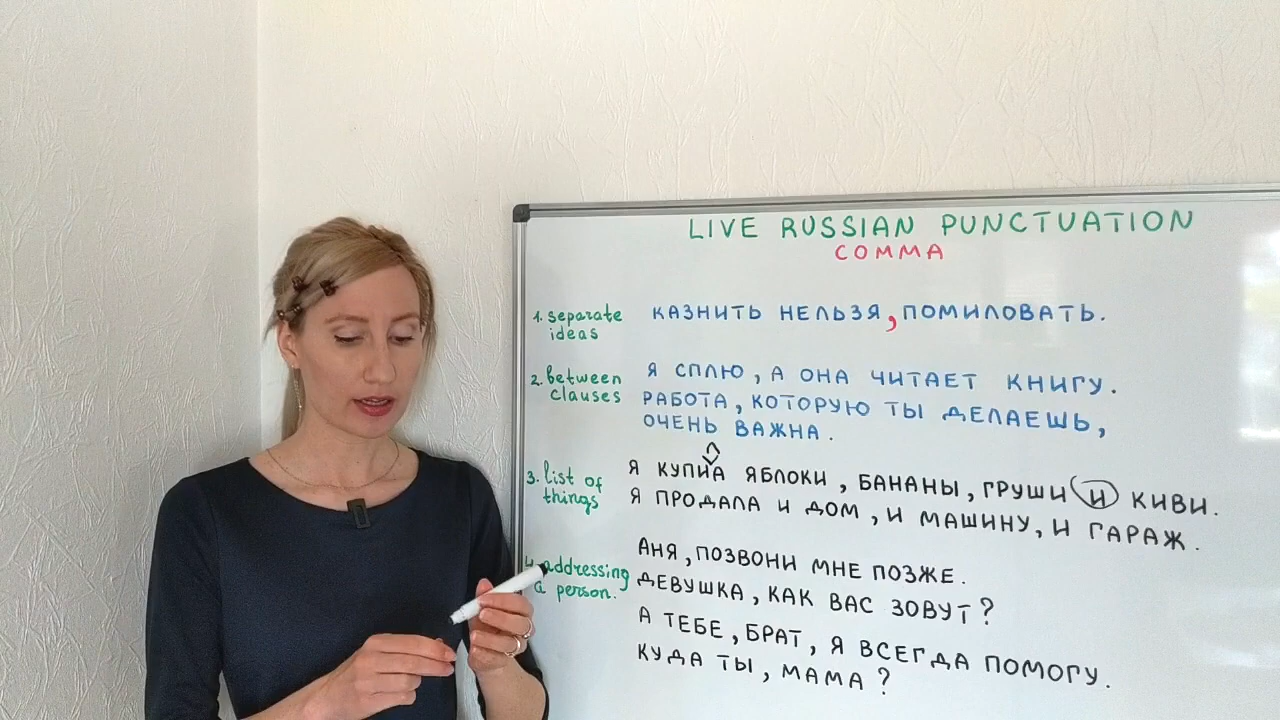 LIVE RUSSIAN PUNCTUATION
COMMA
1. separate ideas
КАЗНИТЬ НЕЛЬЗЯ, ПОМИЛОВАТЬ.
2. between clauses
Я СПЛЮ, А ОНА ЧИТАЕТ КНИГУ.
РАБОТА, КОТОРУЮ ТЫ ДЕЛАЕШЬ,
ОЧЕНЬ ВАЖНА.
3. list of things
Я КУПИЛА ЯБЛОКИ, БАНАНЫ, ГРУШИ И КИВИ.
Я ПРОДАЛА И ДОМ, И МАШИНУ, И ГАРАЖ.
4. addressing a person.
АНЯ, ПОЗВОНИ МНЕ ПОЗЖЕ.
ДЕВУШКА, КАК ВАС ЗОВУТ?
А ТЕБЕ, БРАТ, Я ВСЕГДА ПОМОГУ.
КУДА ТЫ, МАМА?